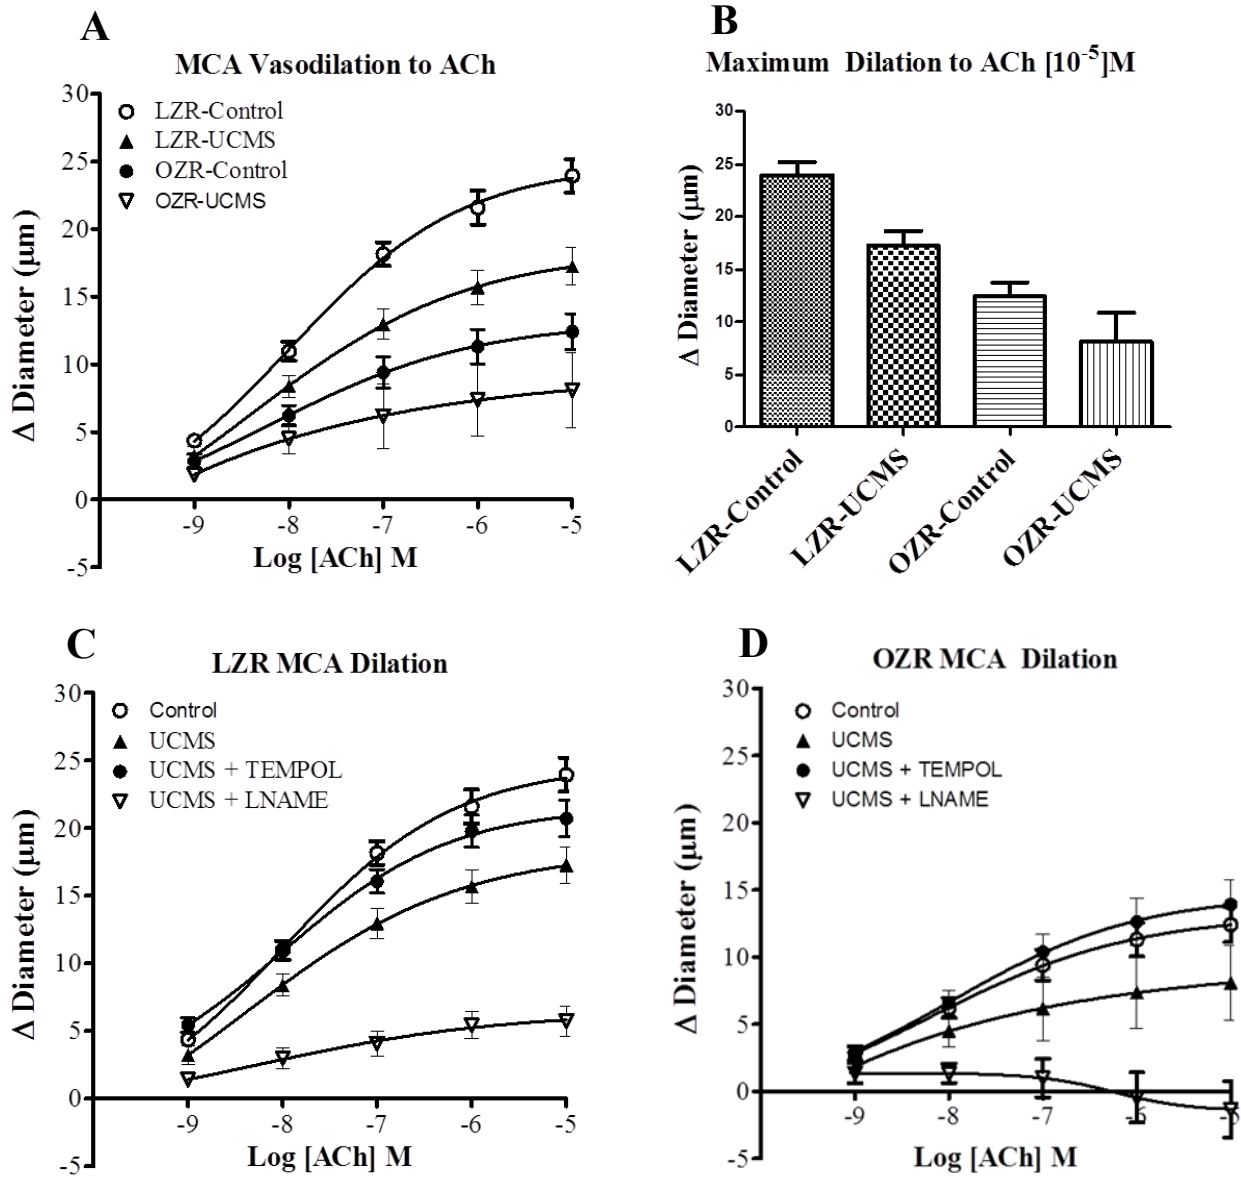 A
MCA Vasodilation to ACh
30
25
20
15
10
5
0
-5
Δ Diameter (μm)
LZR-Control
LZR-UCMS
OZR-Control
OZR-UCMS
-9 -8 -7 -6 -5
Log [ACh] M
B
Maximum Dilation to ACh [10-5]M
30
25
20
15
10
5
0
Δ Diameter (μm)
LZR-Control
LZR-UCMS
OZR-Control
OZR-UCMS
C
LZR MCA Dilation
30
25
20
15
10
5
0
-5
Δ Diameter (μm)
Control
UCMS
UCMS + TEMPOL
UCMS + LNAME
-9 -8 -7 -6 -5
Log [ACh] M
D
OZR MCA Dilation
30
25
20
15
10
5
0
-5
Δ Diameter (μm)
Control
UCMS
UCMS + TEMPOL
UCMS + LNAME
-9 -8 -7 -6 -5
Log [ACh] M